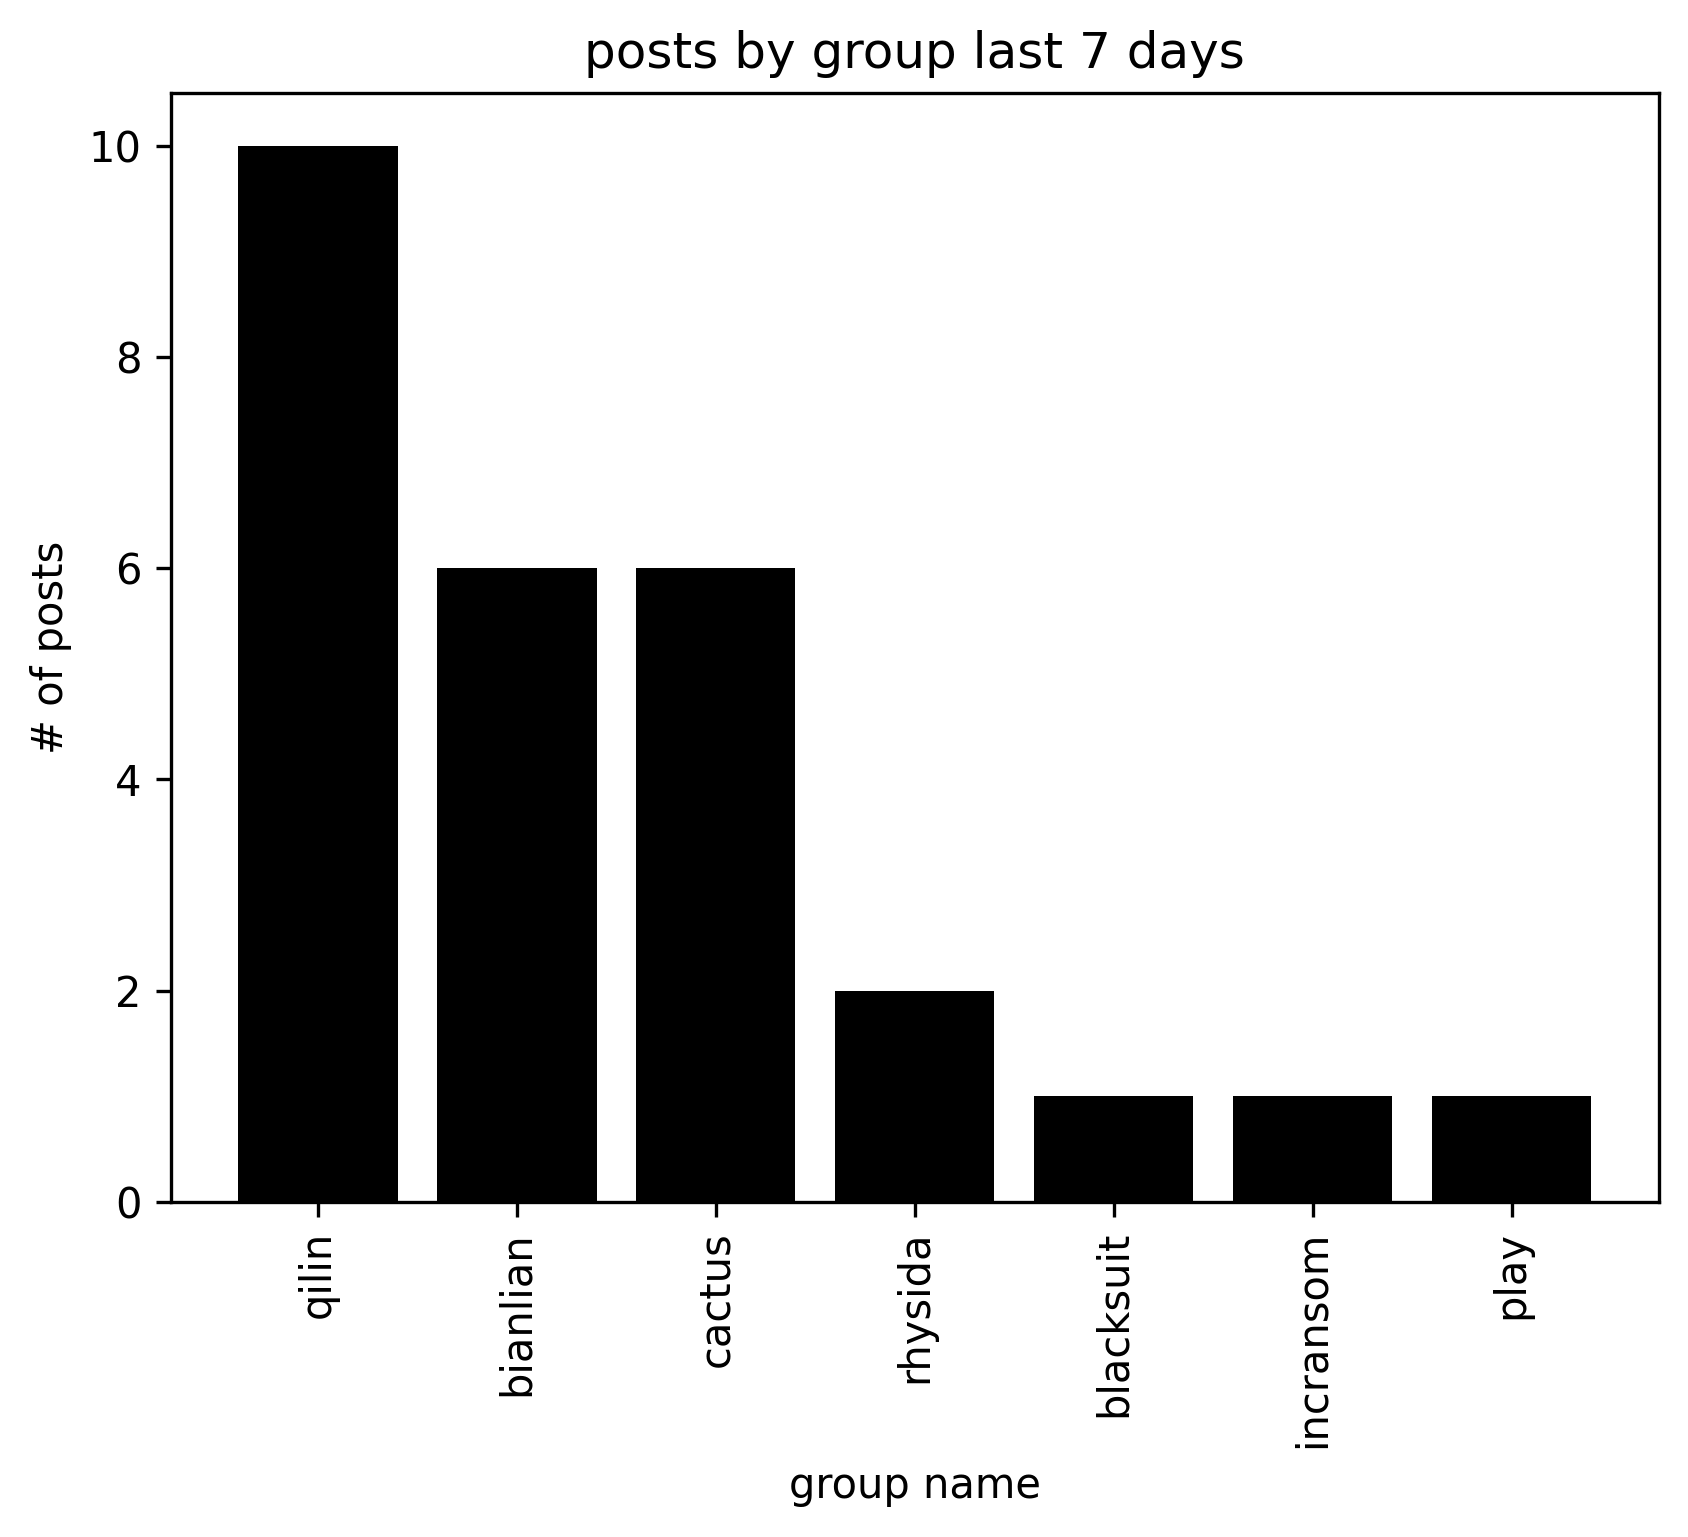 posts by group last 7 days
# of posts
10
8
6
4
2
0
qilin
bianlian
cactus
rhysida
blacksuit
incransom
play
group name